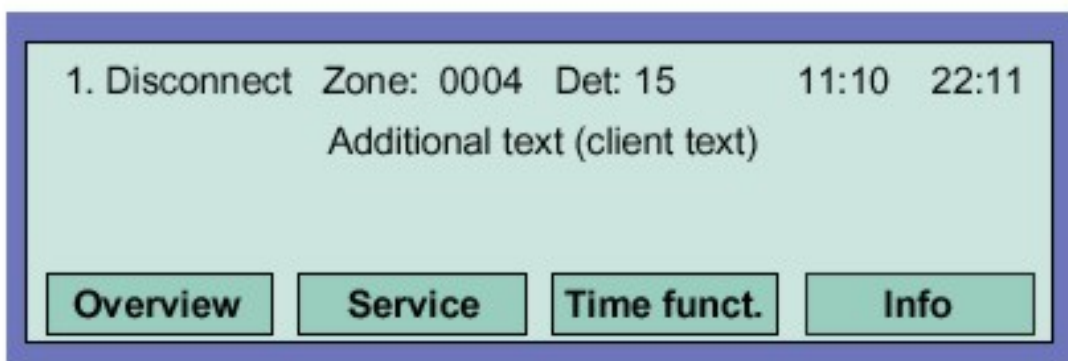 1. Disconnect Zone: 0004 Det: 15 11:10 22:11
Additional text (client text)
Overview Service Time funct. Info